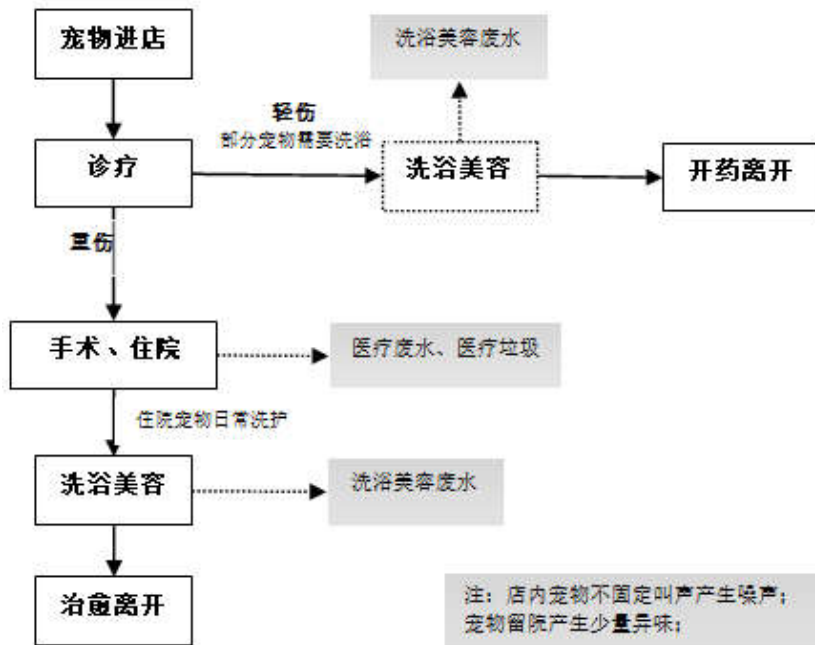 宠物进店
洗浴美容废水
轻伤
部分宠物需要洗浴
诊疗
洗浴美容
开药离开
重伤
手术、住院
医疗废水、医疗垃圾
住院宠物日常洗护
洗浴美容
洗浴美容废水
治愈离开
注：店内宠物不固定叫声产生噪声；
宠物留院产生少量异味；